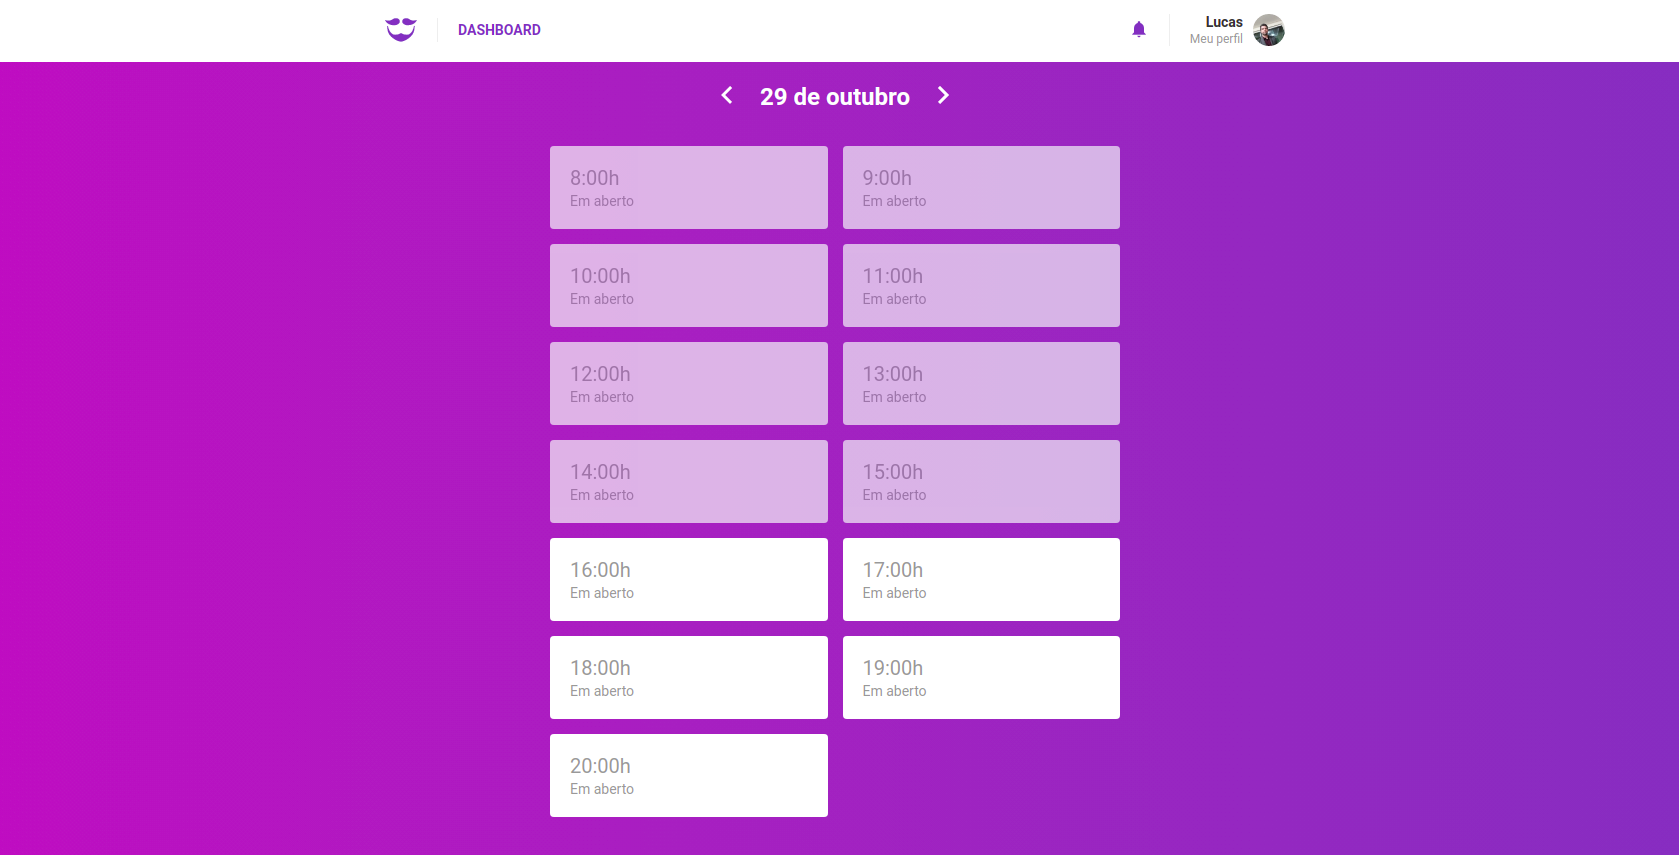 DASHBOARD
Lucas
Meu perfil
29 de outubro
8:00h
Em aberto
9:00h
Em aberto
10:00h
Em aberto
11:00h
Em aberto
12:00h
Em aberto
13:00h
Em aberto
14:00h
Em aberto
15:00h
Em aberto
16:00h
Em aberto
17:00h
Em aberto
18:00h
Em aberto
19:00h
Em aberto
20:00h
Em aberto